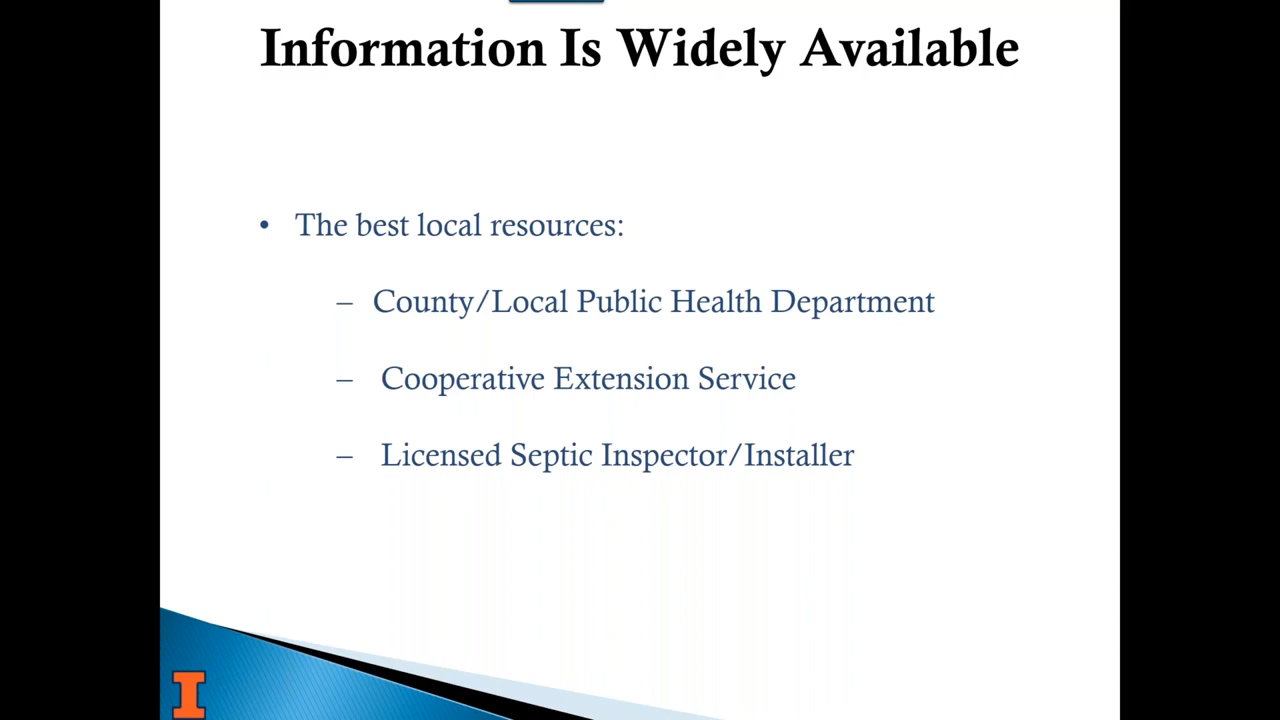 Information Is Widely Available
• The best local resources:
– County/Local Public Health Department
– Cooperative Extension Service
– Licensed Septic Inspector/Installer
I